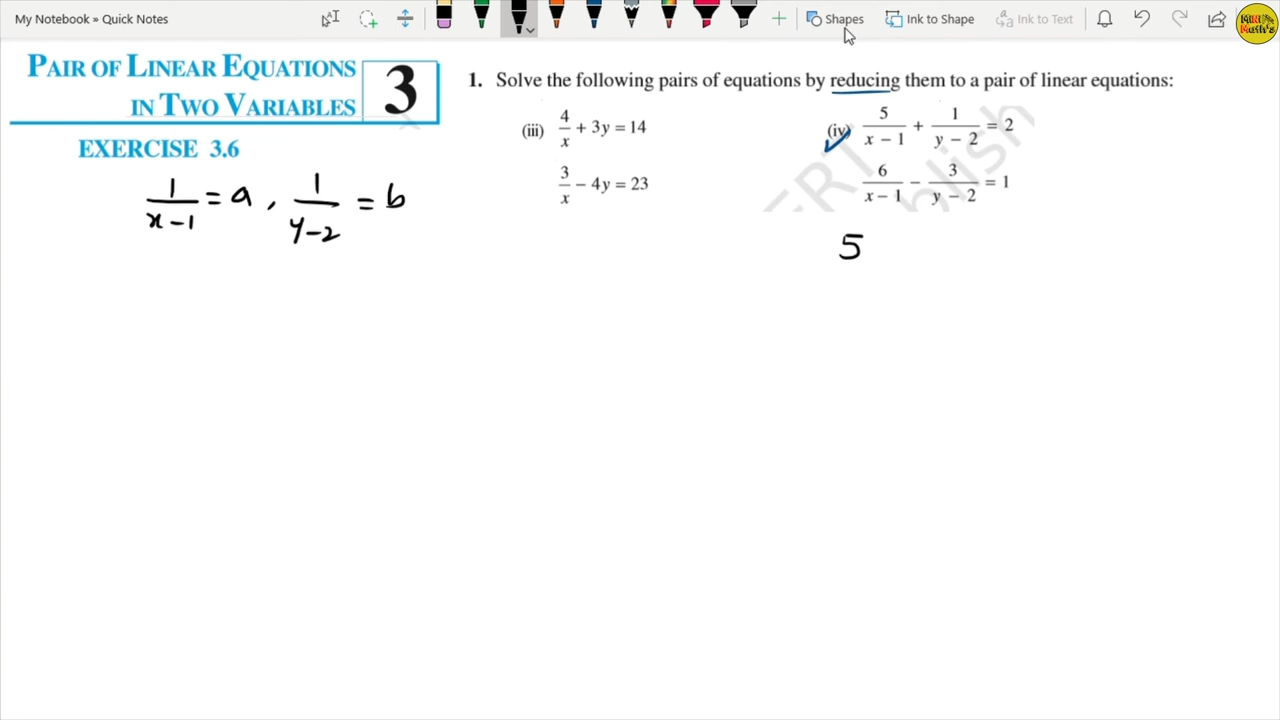 My Notebook » Quick Notes
Shapes
Ink to Shape
Ink to Text
PAIR OF LINEAR EQUATIONS
IN TWO VARIABLES
3
EXERCISE 3.6
1/(x-1) = a, 1/(y-2) = b
1. Solve the following pairs of equations by reducing them to a pair of linear equations:
(iii) 4/x + 3y = 14
3/x – 4y = 23
(iv) 5/(x – 1) + 1/(y – 2) = 2
6/(x – 1) – 3/(y – 2) = 1
5